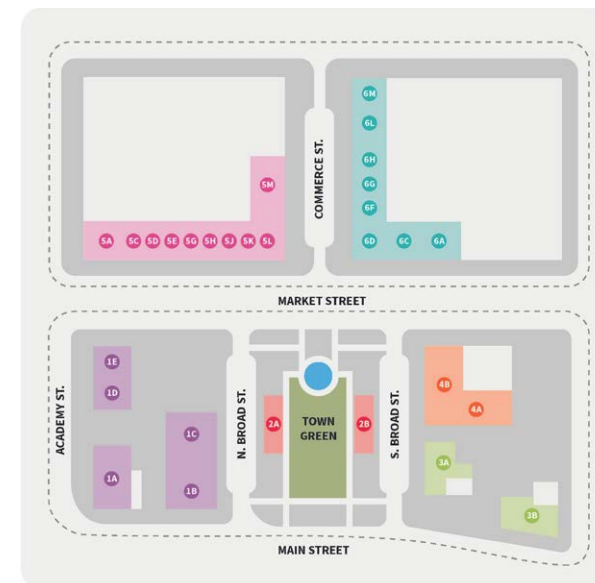 6M
6L
6H
6G
6F
6D 6C 6A
5M
5A 5C 5D 5E 5G 5H 5J 5K 5L
COMMERCE ST.
MARKET STREET
ACADEMY ST.
1E
1D
1C
1A
1B
N. BROAD ST.
2A
TOWN
GREEN
2B
S. BROAD ST.
4B
4A
3A
3B
MAIN STREET